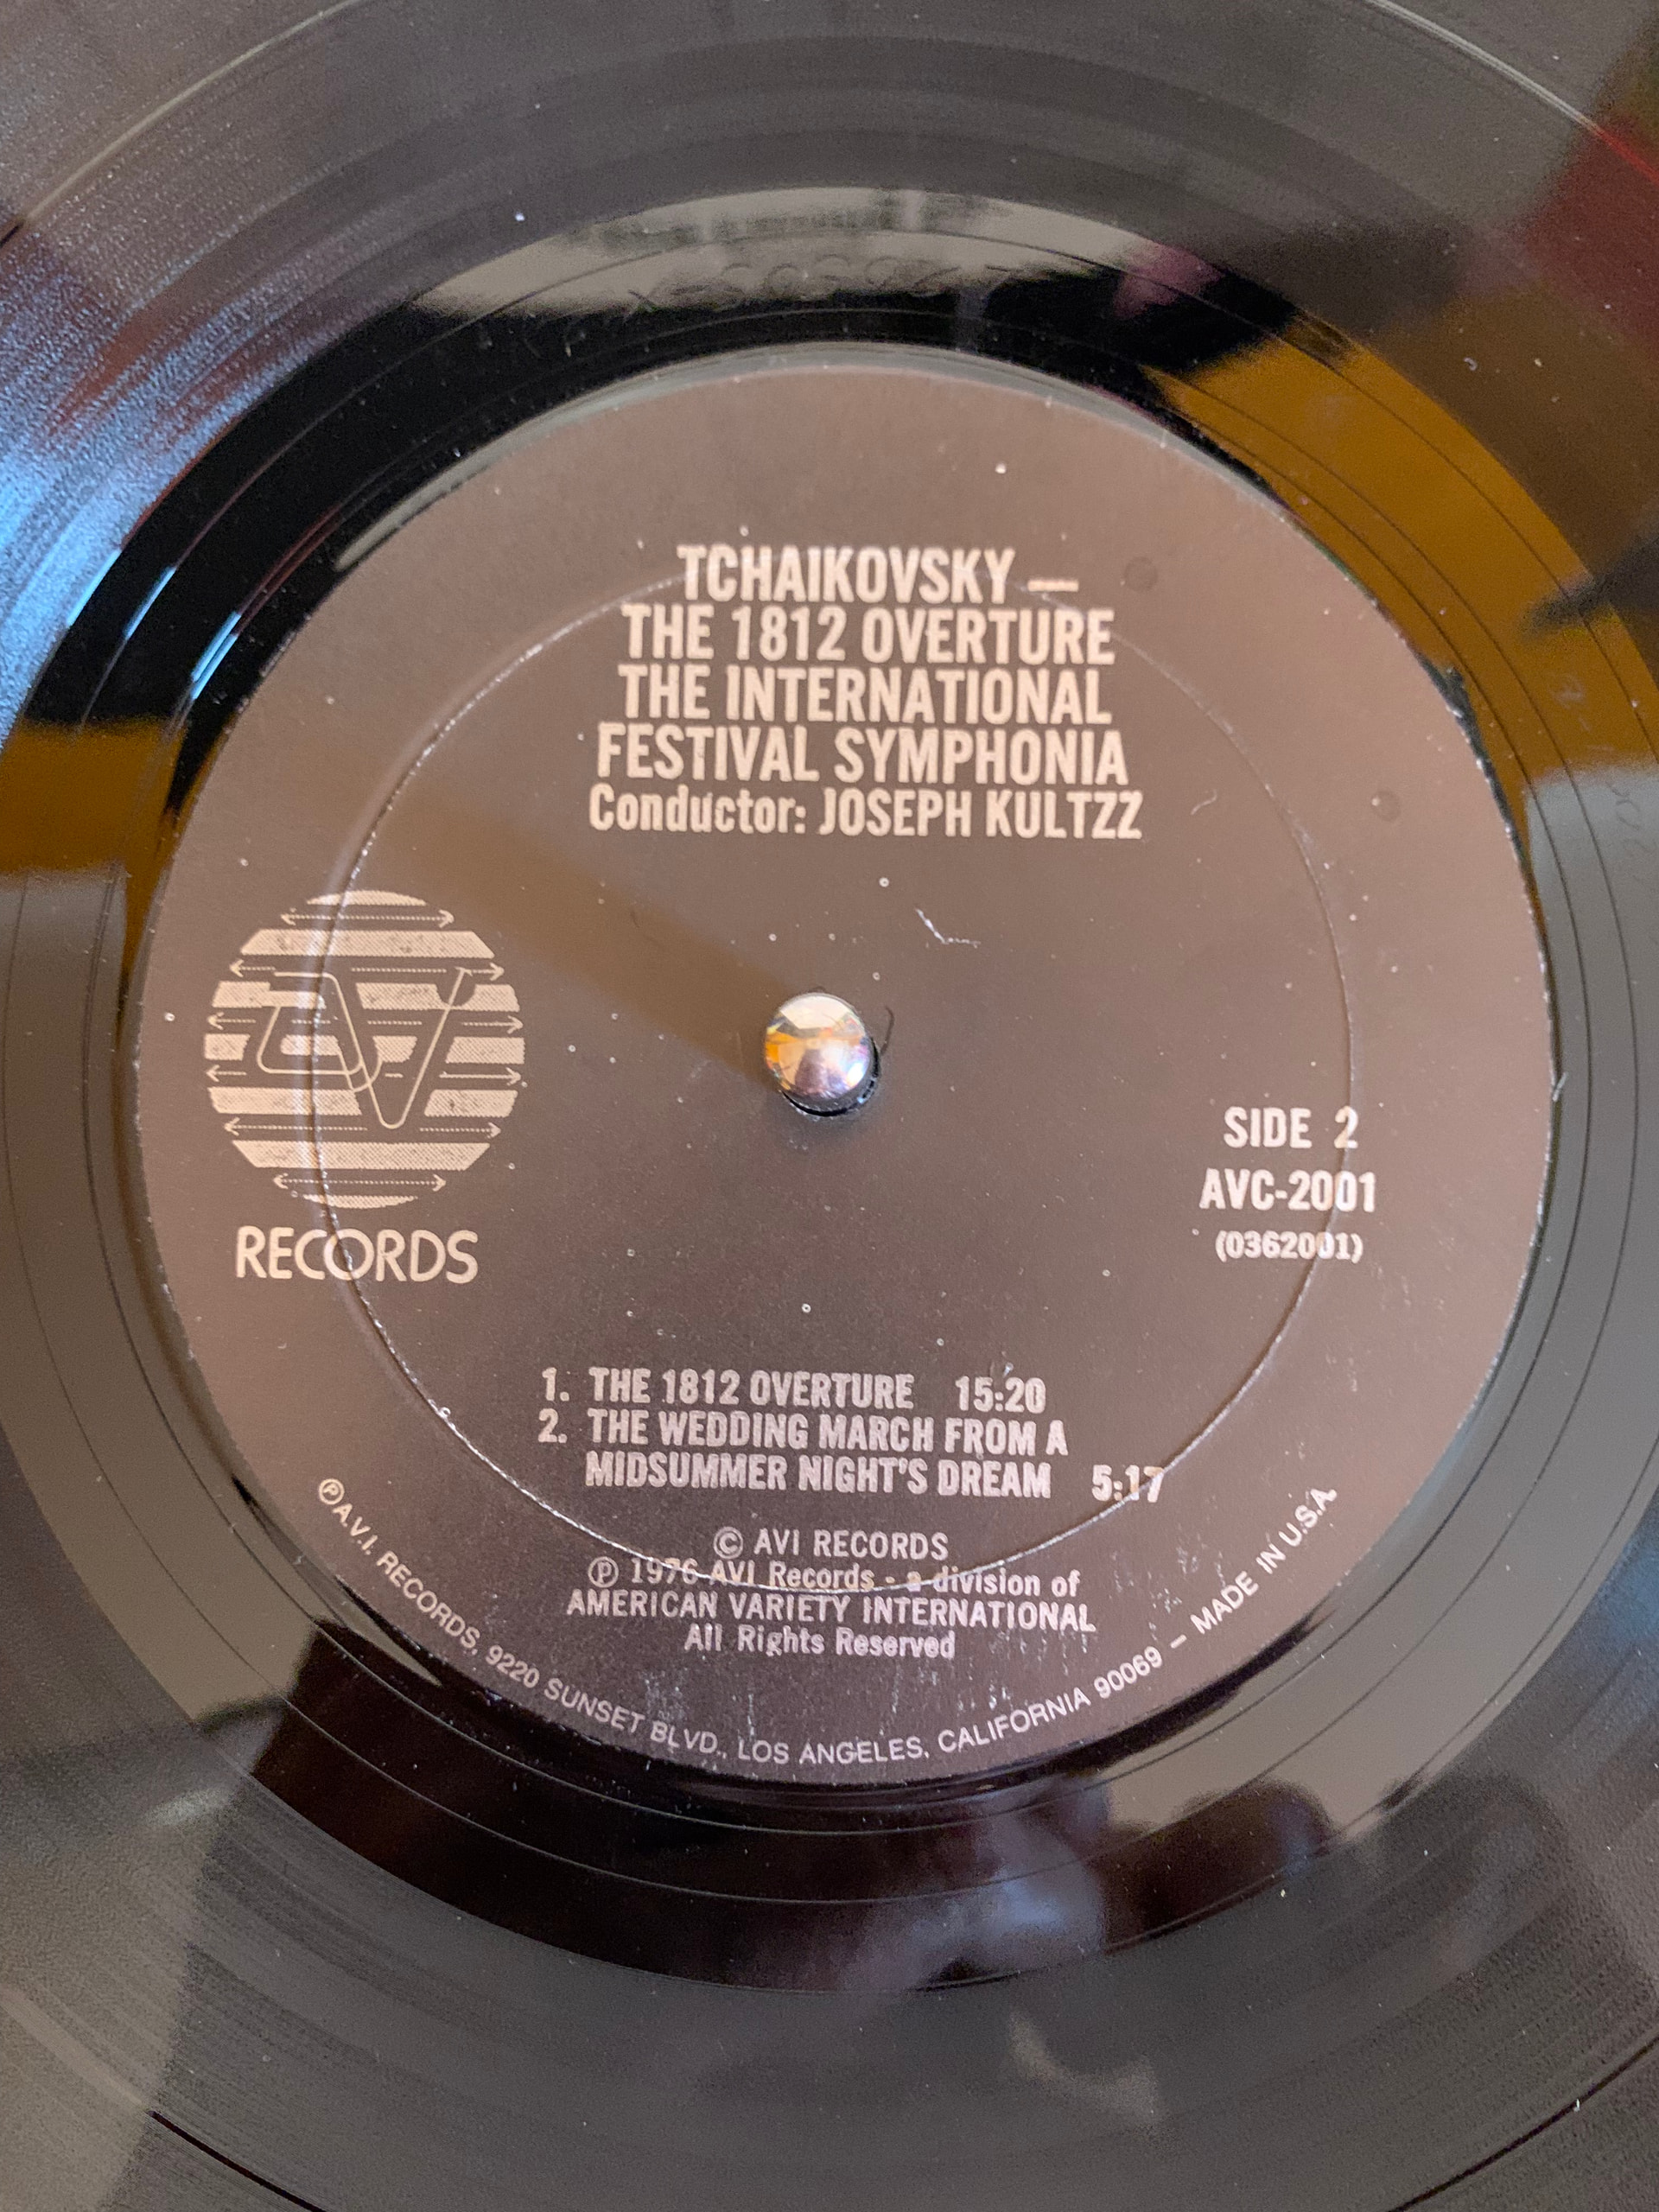 TCHAIKOVSKY —
THE 1812 OVERTURE
THE INTERNATIONAL
FESTIVAL SYMPHONIA
Conductor: JOSEPH KULTZZ
RECORDS
SIDE 2
AVC-2001
(0362001)
1. THE 1812 OVERTURE 15:20
2. THE WEDDING MARCH FROM A
MIDSUMMER NIGHT'S DREAM 5:17
© AVI RECORDS
℗ 1976 AVI Records - a division of
AMERICAN VARIETY INTERNATIONAL
All Rights Reserved
℗ A.V.I. RECORDS, 9220 SUNSET BLVD., LOS ANGELES, CALIFORNIA 90069 — MADE IN U.S.A.